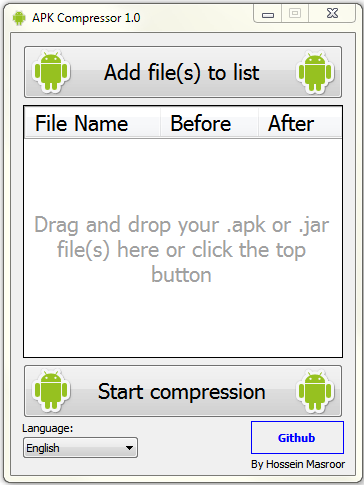 APK Compressor 1.0
Add file(s) to list
File Name Before After
Drag and drop your .apk or .jar
file(s) here or click the top
button
Start compression
Language:
English
Github
By Hossein Masroor